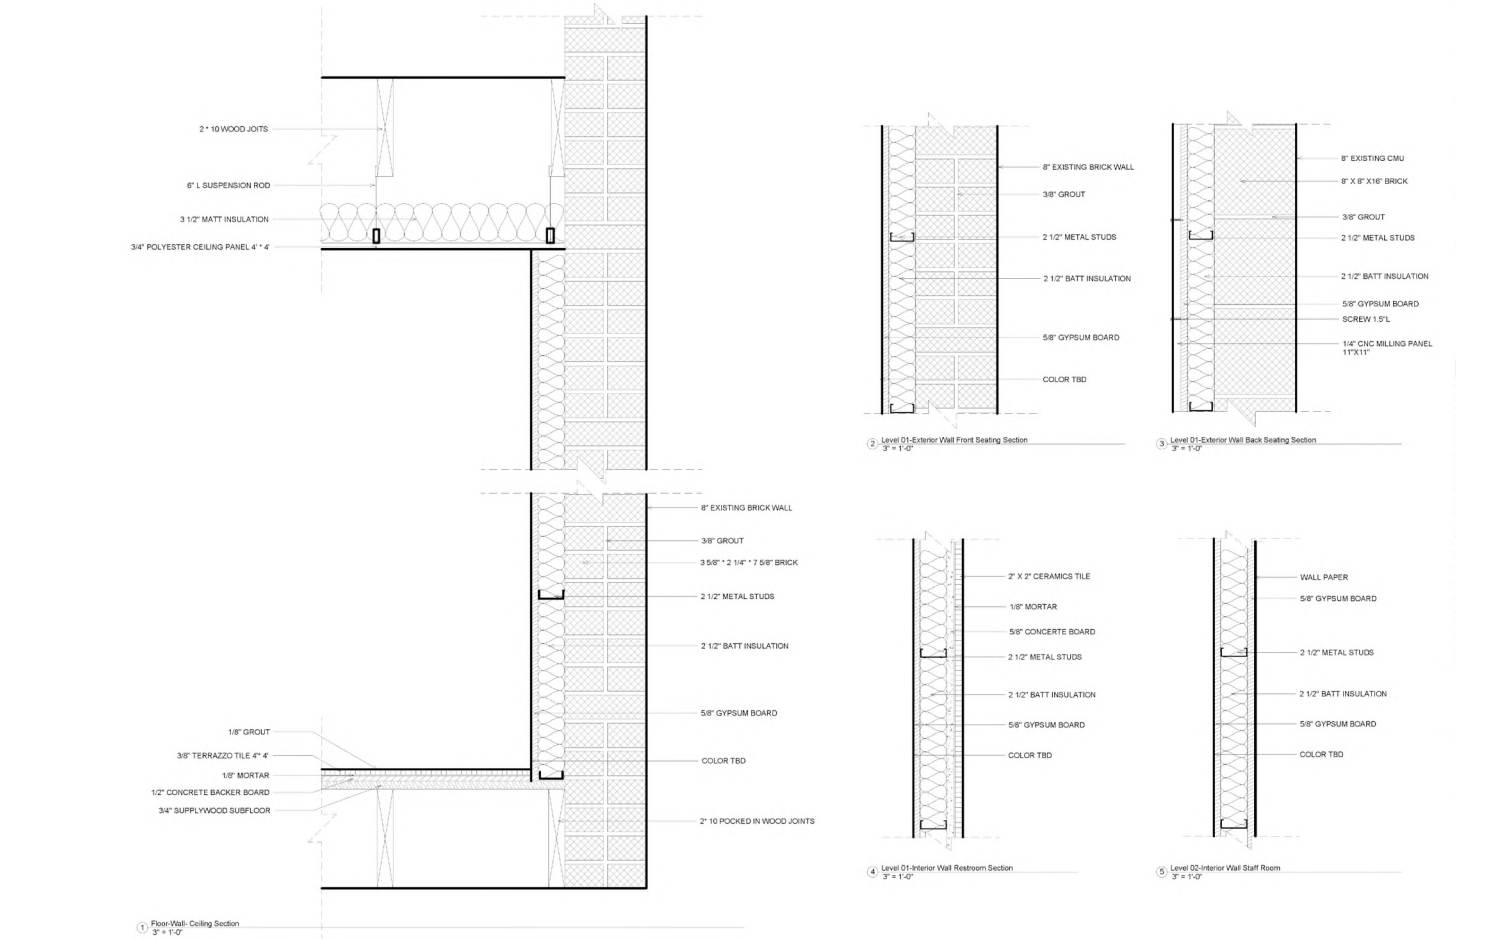 2 * 10 WOOD JOITS
6" L SUSPENSION ROD
3 1/2" MATT INSULATION
3/4" POLYESTER CEILING PANEL 4' * 4'
8" EXISTING BRICK WALL
3/8" GROUT
3 5/8" * 2 1/4" * 7 5/8" BRICK
2 1/2" METAL STUDS
2 1/2" BATT INSULATION
5/8" GYPSUM BOARD
COLOR TBD
2* 10 POCKED IN WOOD JOINTS
1/8" GROUT
3/8" TERRAZZO TILE 4"* 4'
1/8" MORTAR
1/2" CONCRETE BACKER BOARD
3/4" SUPPLYWOOD SUBFLOOR
1 Floor-Wall- Ceiling Section
3" = 1'-0"
8" EXISTING BRICK WALL
3/8" GROUT
2 1/2" METAL STUDS
2 1/2" BATT INSULATION
5/8" GYPSUM BOARD
COLOR TBD
2 Level 01-Exterior Wall Front Seating Section
3" = 1'-0"
8" EXISTING CMU
8" X 8" X16" BRICK
3/8" GROUT
2 1/2" METAL STUDS
2 1/2" BATT INSULATION
5/8" GYPSUM BOARD
SCREW 1.5"L
1/4" CNC MILLING PANEL
11"X11"
3 Level 01-Exterior Wall Back Seating Section
3" = 1'-0"
2" X 2" CERAMICS TILE
1/8" MORTAR
5/8" CONCERTE BOARD
2 1/2" METAL STUDS
2 1/2" BATT INSULATION
5/8" GYPSUM BOARD
COLOR TBD
4 Level 01-Interior Wall Restroom Section
3" = 1'-0"
WALL PAPER
5/8" GYPSUM BOARD
2 1/2" METAL STUDS
2 1/2" BATT INSULATION
5/8" GYPSUM BOARD
COLOR TBD
5 Level 02-Interior Wall Staff Room
3" = 1'-0"